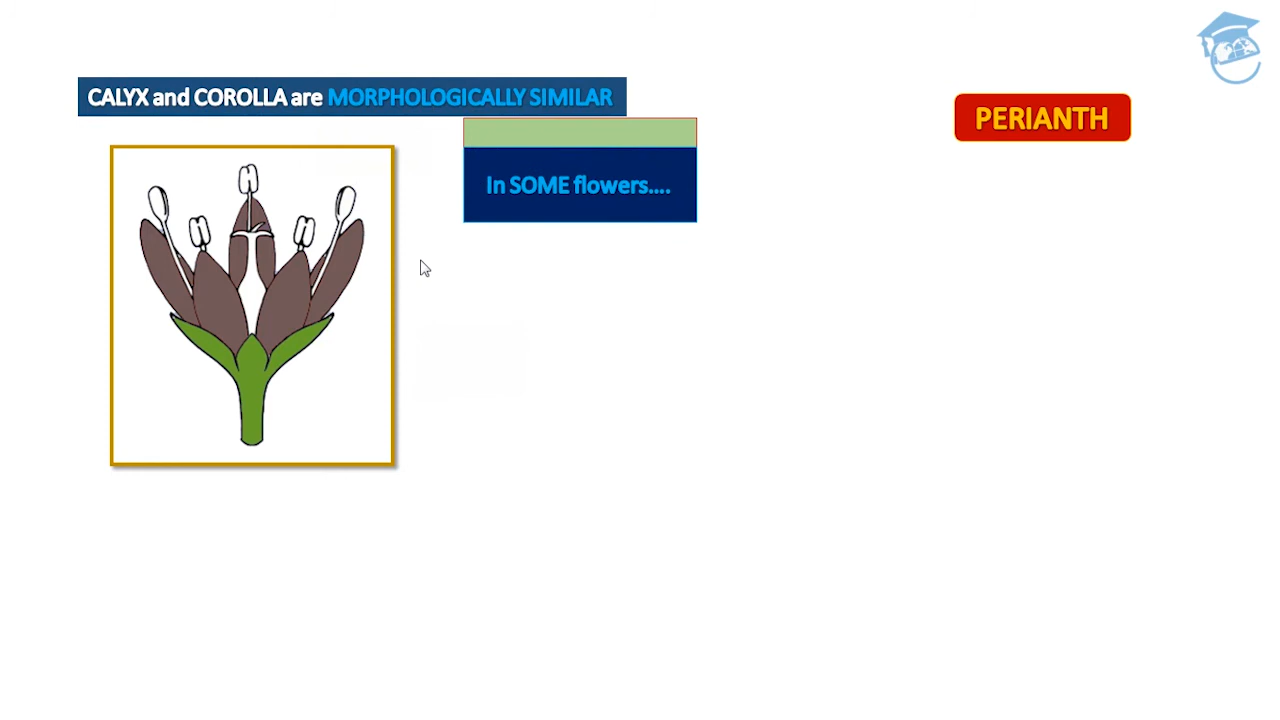 CALYX and COROLLA are MORPHOLOGICALLY SIMILAR
PERIANTH
In SOME flowers....